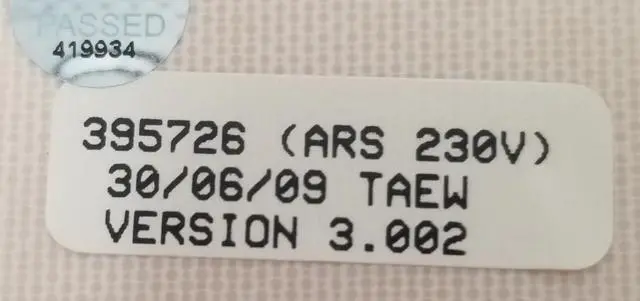 PASSED
419934
395726 (ARS 230V)
30/06/09 TAEW
VERSION 3.002